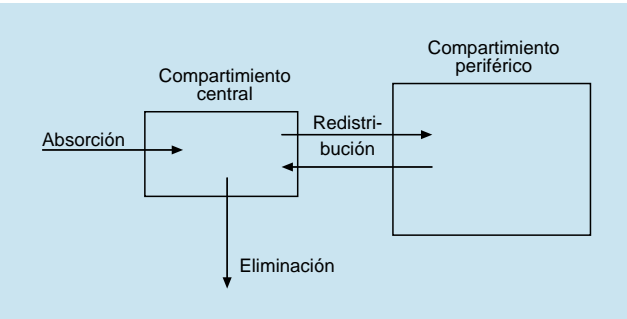 Compartimiento
periférico
Compartimiento
central
Absorción
Redistri-
bución
Eliminación